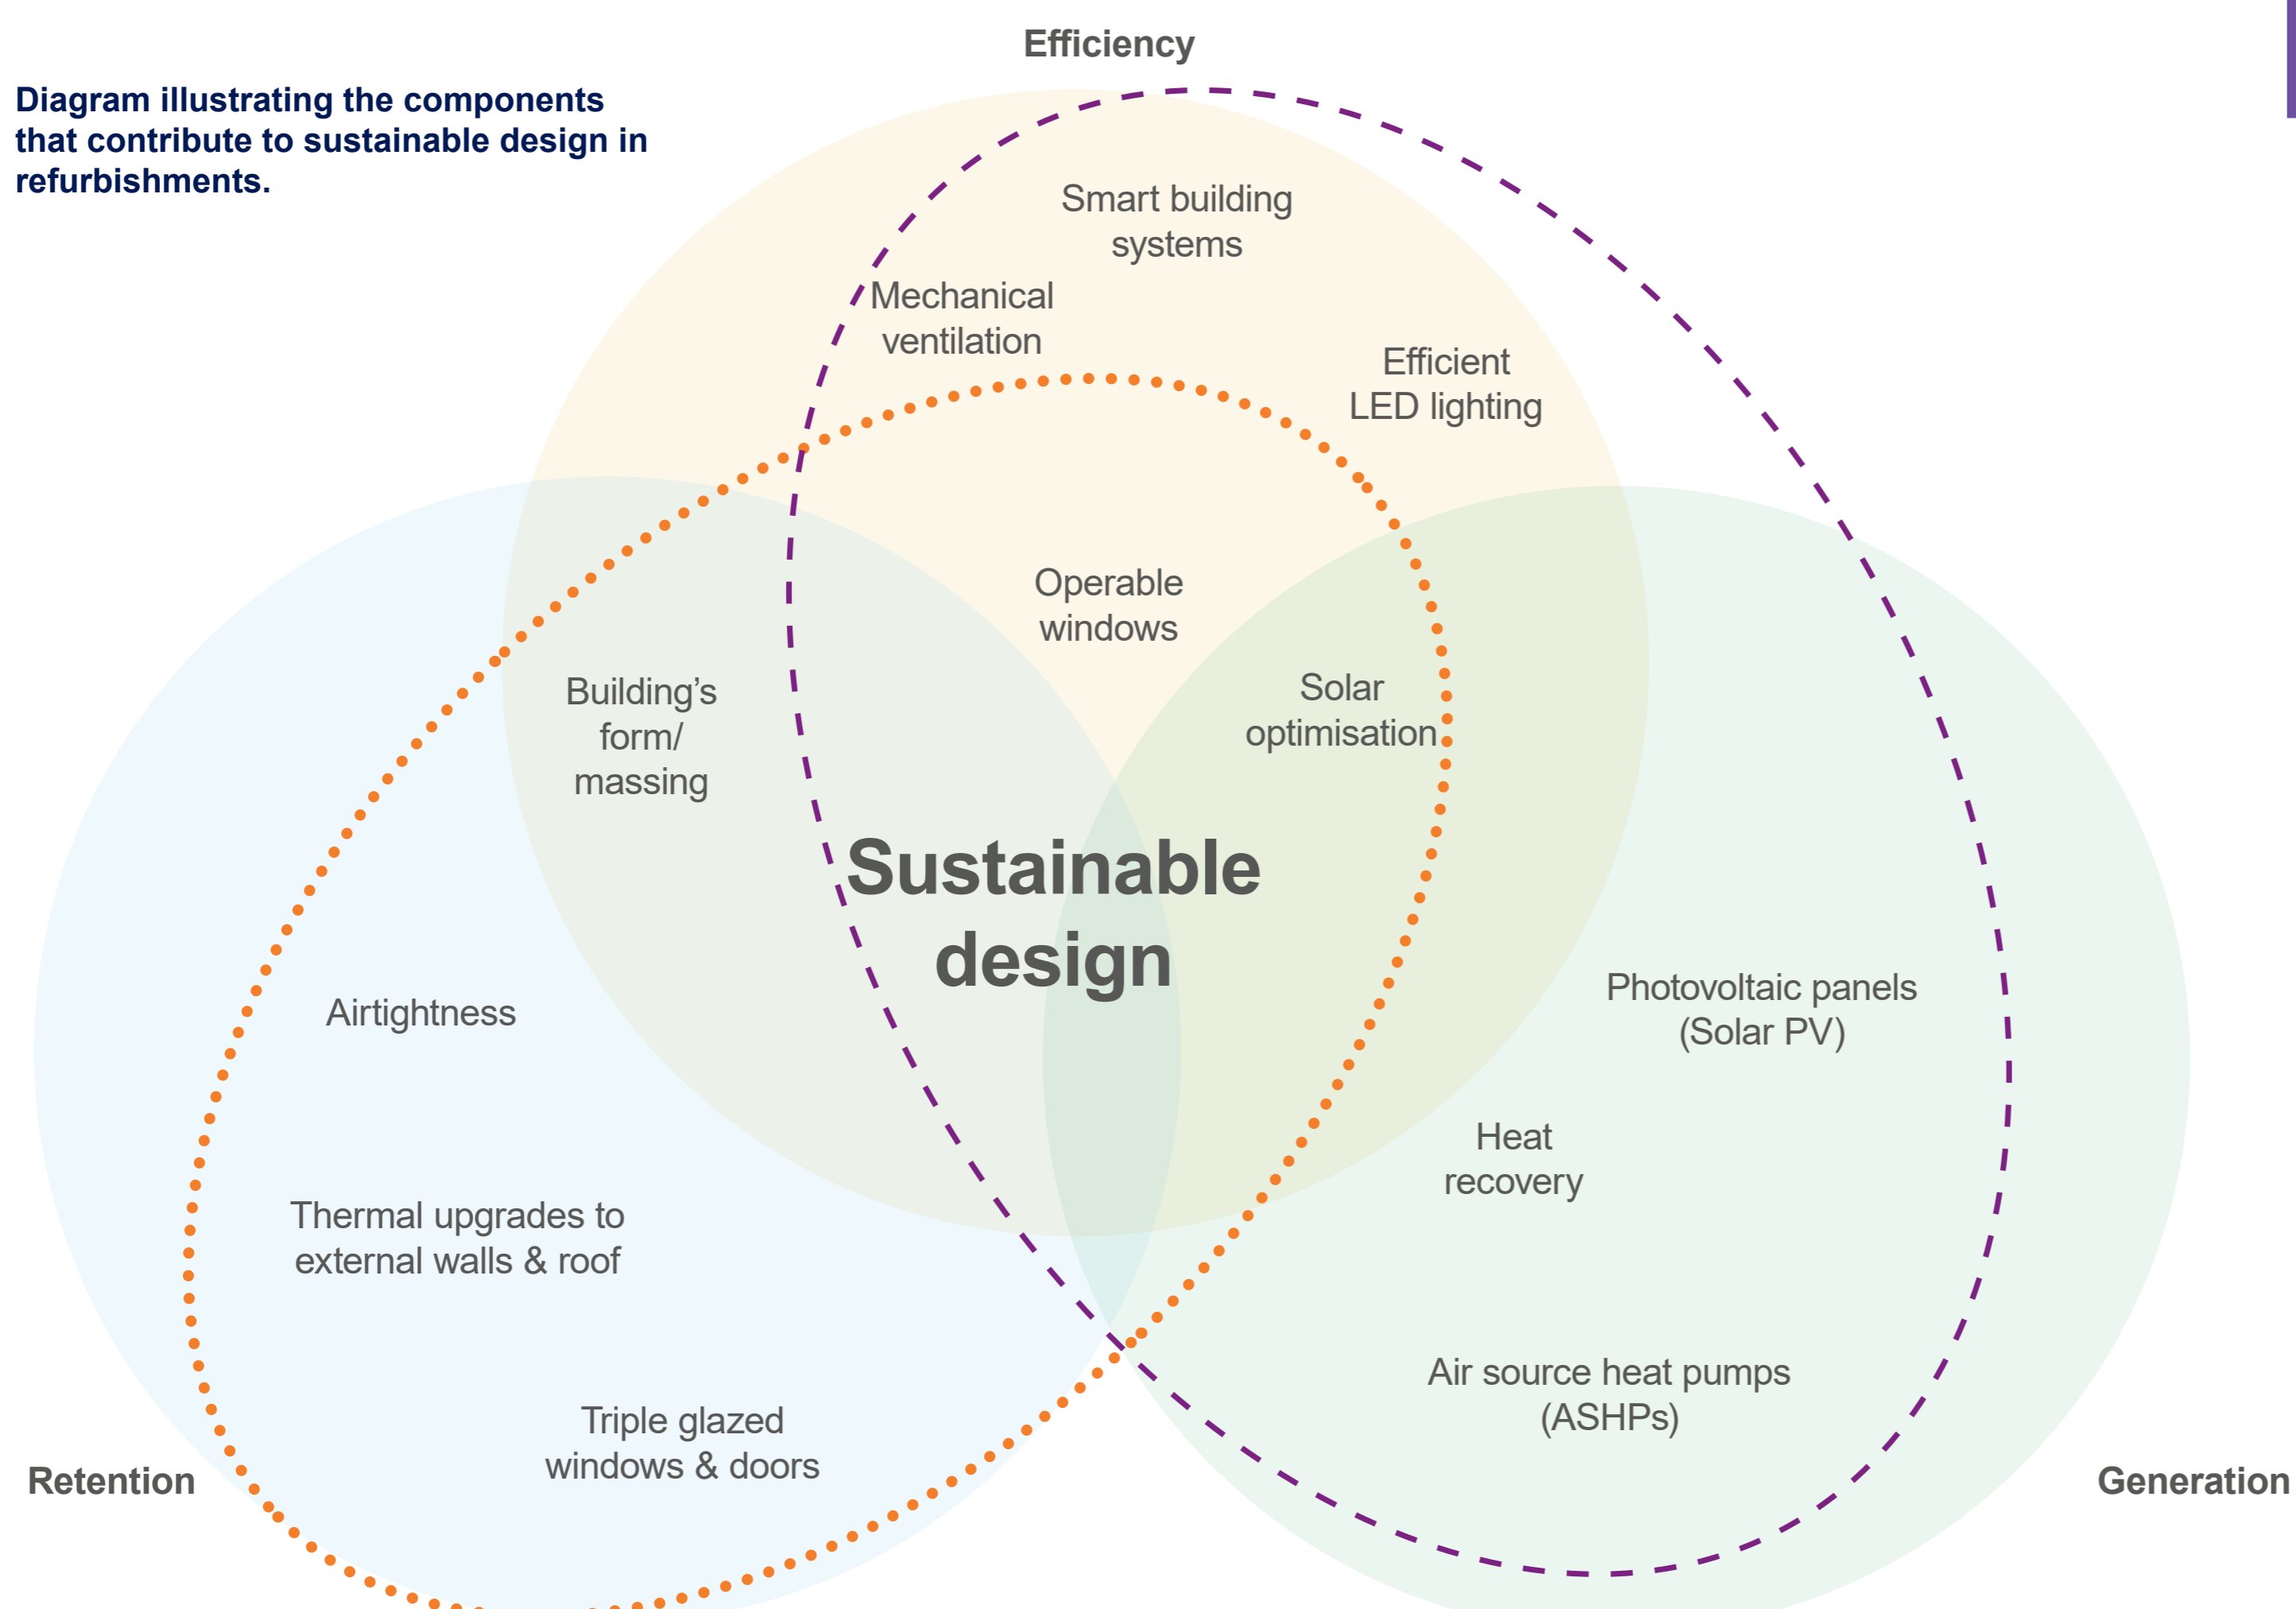 Efficiency
Diagram illustrating the components
that contribute to sustainable design in
refurbishments.
Smart building
systems
Mechanical
ventilation
Efficient
LED lighting
Operable
windows
Building’s
form/
massing
Solar
optimisation
Sustainable
design
Airtightness
Photovoltaic panels
(Solar PV)
Heat
recovery
Thermal upgrades to
external walls & roof
Air source heat pumps
(ASHPs)
Triple glazed
windows & doors
Retention
Generation